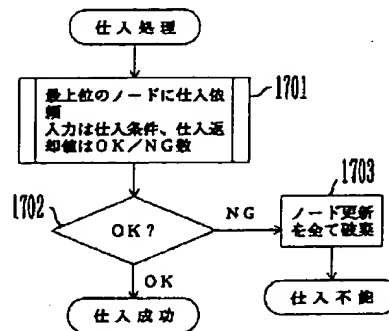 仕入処理
1701
最上位のノードに仕入依
頼
入力は仕入条件、仕入返
却値はOK/NG数
1702
OK?
NG
1703
ノード更新
を全て破棄
OK
仕入成功
仕入不能